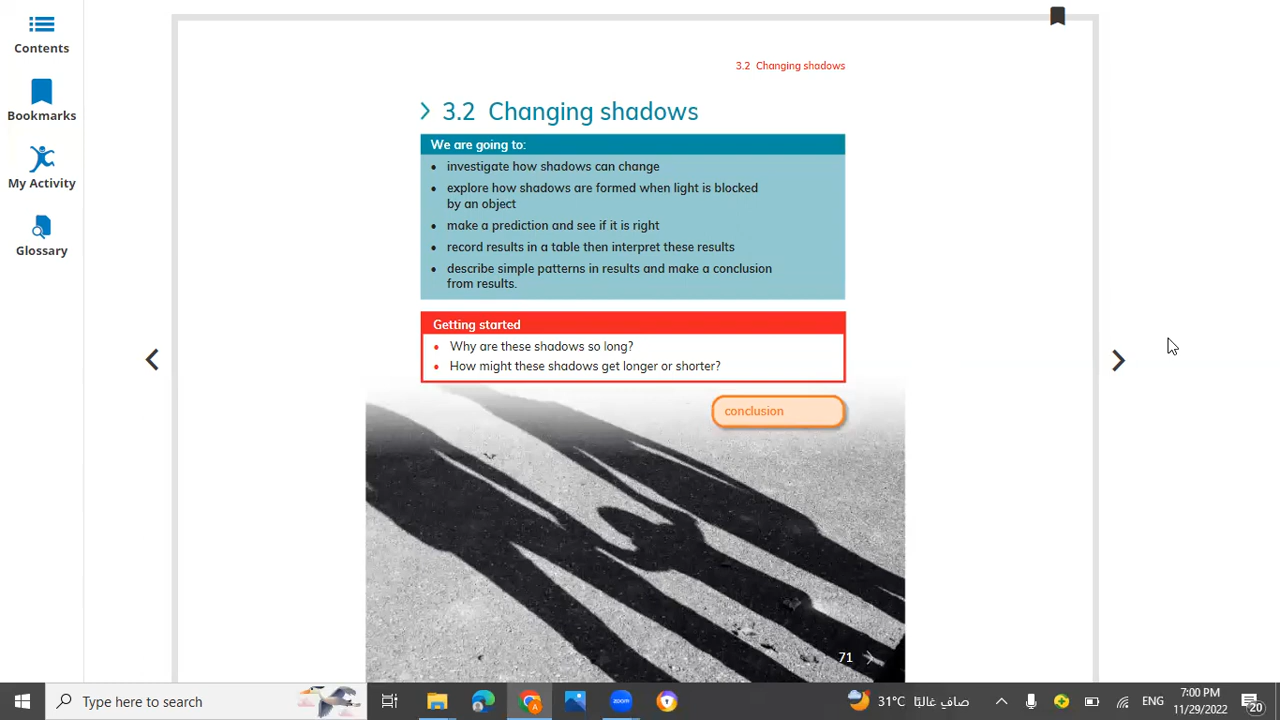 Contents
Bookmarks
My Activity
Glossary
3.2 Changing shadows
3.2 Changing shadows
We are going to:
• investigate how shadows can change
• explore how shadows are formed when light is blocked
by an object
• make a prediction and see if it is right
• record results in a table then interpret these results
• describe simple patterns in results and make a conclusion
from results.
Getting started
• Why are these shadows so long?
• How might these shadows get longer or shorter?
conclusion
71
Type here to search
zoom
31°C صاف غالبًا
ENG
7:00 PM
11/29/2022
20